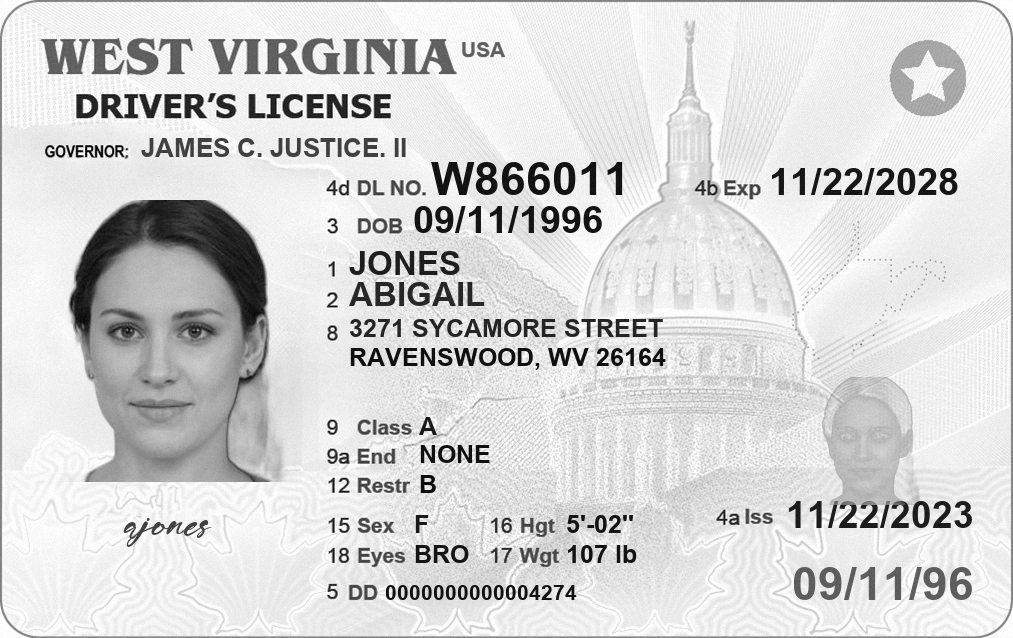 WEST VIRGINIA USA
DRIVER'S LICENSE
GOVERNOR: JAMES C. JUSTICE. II
4d DL NO. W866011 4b Exp 11/22/2028
3 DOB 09/11/1996
1 JONES
2 ABIGAIL
8 3271 SYCAMORE STREET
RAVENSWOOD, WV 26164
9 Class A
9a End NONE
12 Restr B
15 Sex F 16 Hgt 5'-02"
18 Eyes BRO 17 Wgt 107 lb
5 DD 0000000000004274
ajones
4a Iss 11/22/2023
09/11/96